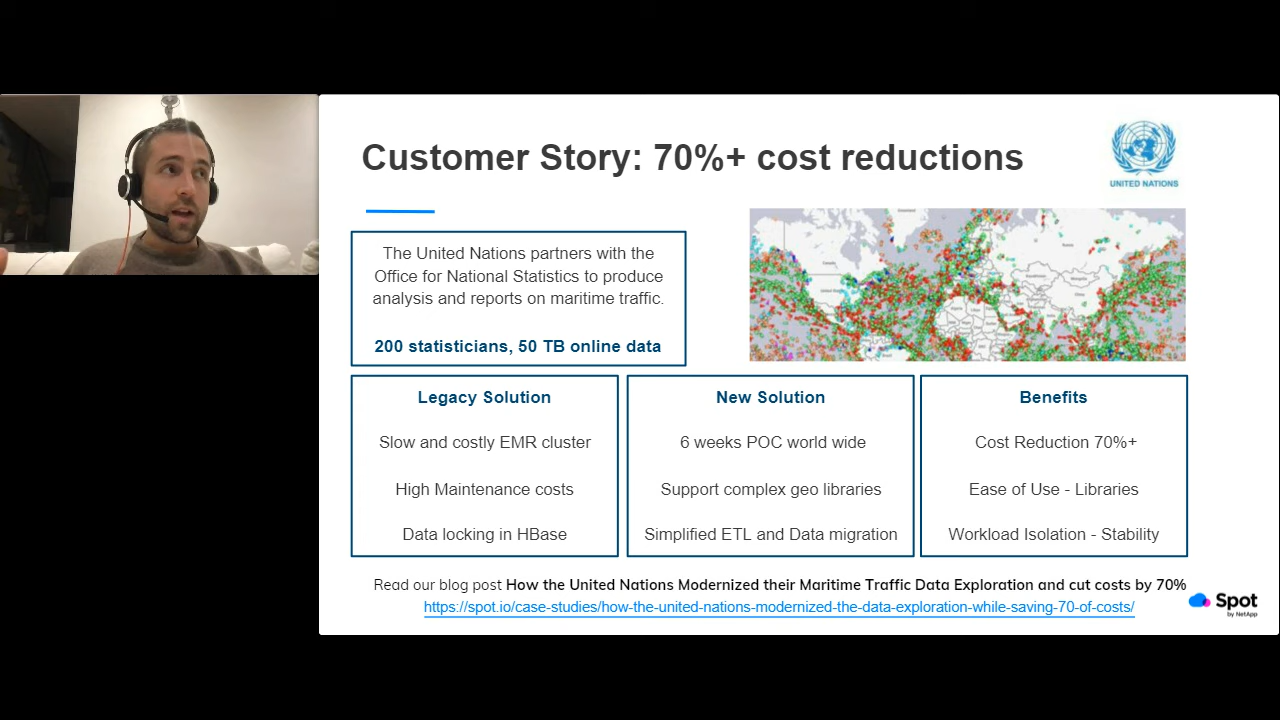 Customer Story: 70%+ cost reductions
UNITED NATIONS
The United Nations partners with the
Office for National Statistics to produce
analysis and reports on maritime traffic.
200 statisticians, 50 TB online data
Legacy Solution
Slow and costly EMR cluster
High Maintenance costs
Data locking in HBase
New Solution
6 weeks POC world wide
Support complex geo libraries
Simplified ETL and Data migration
Benefits
Cost Reduction 70%+
Ease of Use - Libraries
Workload Isolation - Stability
Read our blog post How the United Nations Modernized their Maritime Traffic Data Exploration and cut costs by 70%
https://spot.io/case-studies/how-the-united-nations-modernized-the-data-exploration-while-saving-70-of-costs/
Spot
by NetApp